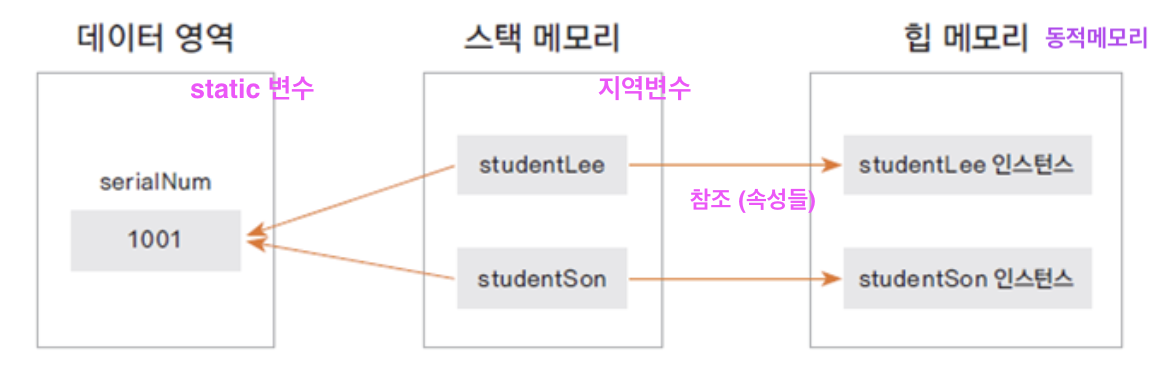 데이터 영역
스택 메모리
힙 메모리 동적메모리
static 변수
지역변수
serialNum
1001
studentLee
studentSon
참조 (속성들)
studentLee 인스턴스
studentSon 인스턴스